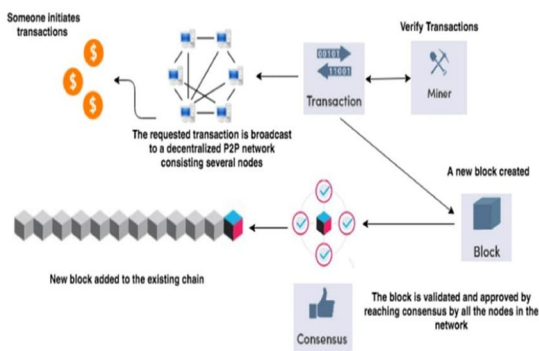 Someone initiates
transactions
The requested transaction is broadcast
to a decentralized P2P network
consisting several nodes
00101
11001
Transaction
Verify Transactions
Miner
A new block created
Block
New block added to the existing chain
Consensus
The block is validated and approved by
reaching consensus by all the nodes in the
network